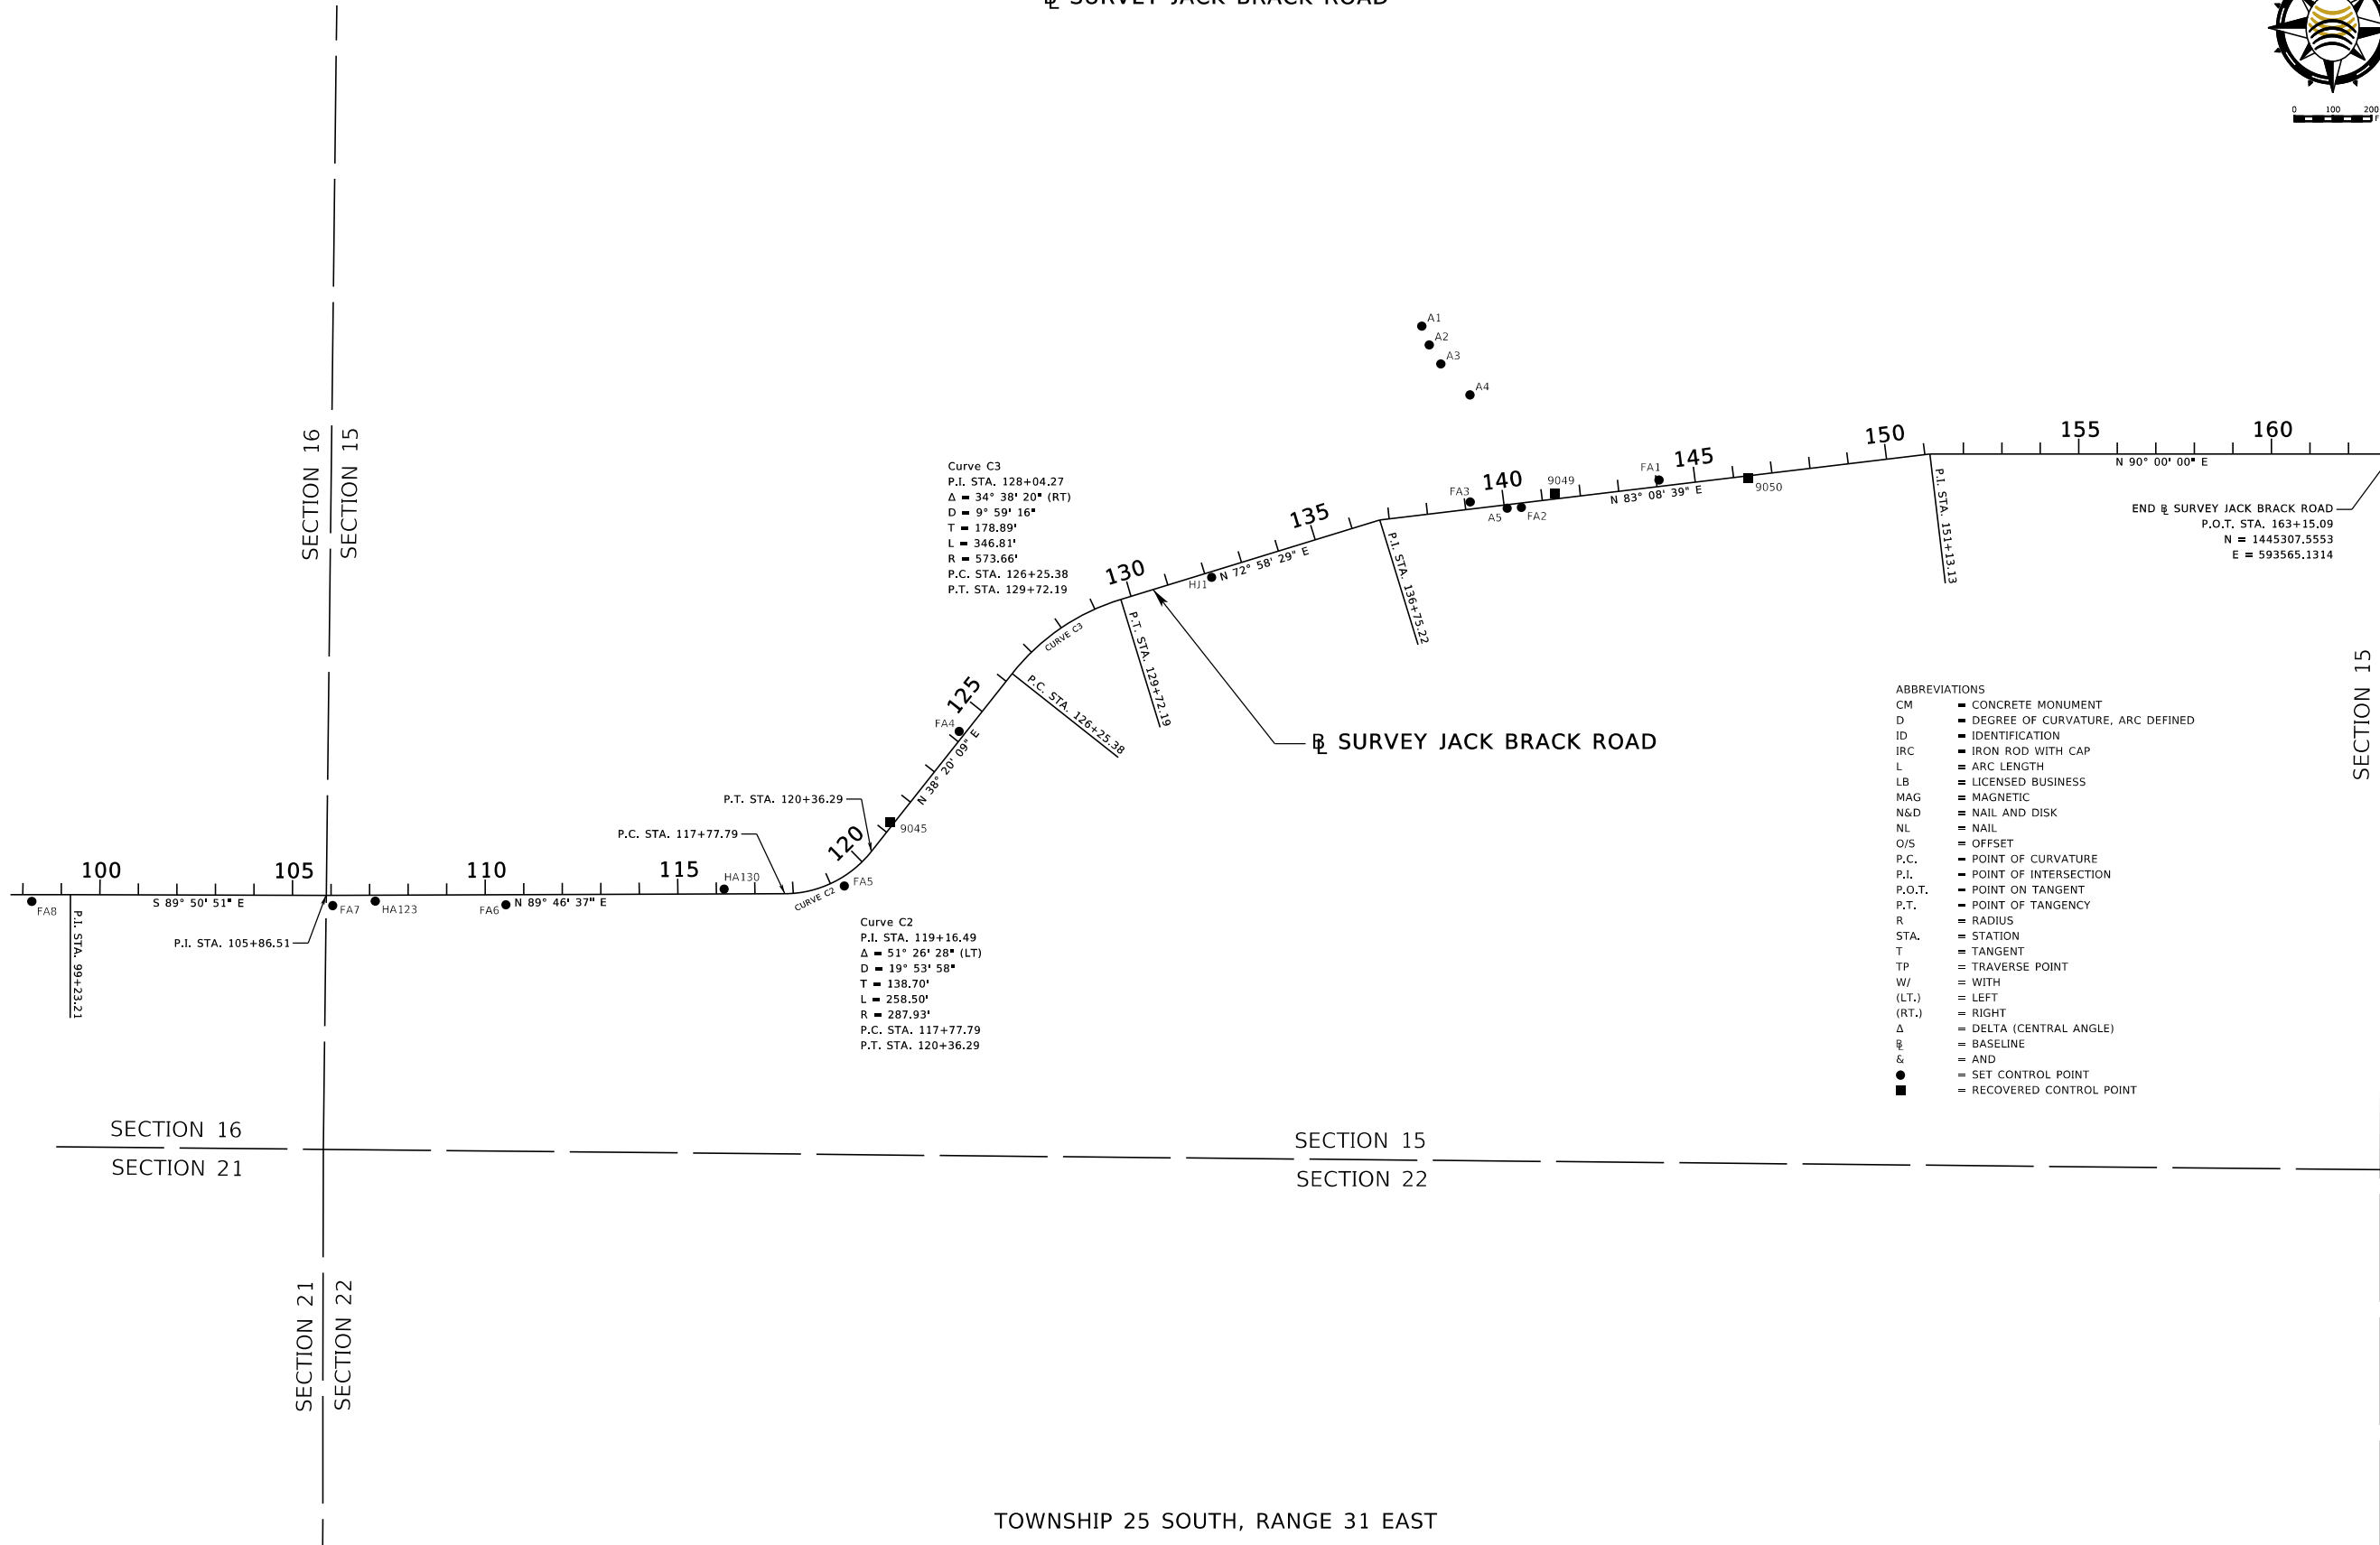 ℄ SURVEY JACK BRACK ROAD
0 100 200
SECTION 16
SECTION 15
A1
A2
A3
A4
Curve C3
P.I. STA. 128+04.27
Δ = 34° 38' 20" (RT)
D = 9° 59' 16"
T = 178.89'
L = 346.81'
R = 573.66'
P.C. STA. 126+25.38
P.T. STA. 129+72.19
100
105
110
115
120
125
130
135
140
145
150
155
160
FA8
P.I. STA. 99+23.21
S 89° 50' 51" E
P.I. STA. 105+86.51
FA7
HA123
FA6
N 89° 46' 37" E
HA130
P.C. STA. 117+77.79
P.T. STA. 120+36.29
CURVE C2
FA5
9045
N 38° 20' 09" E
FA4
P.C. STA. 126+25.38
CURVE C3
P.T. STA. 129+72.19
HJ1
N 72° 58' 29" E
P.I. STA. 136+75.22
FA3
A5
FA2
9049
FA1
N 83° 08' 39" E
9050
P.I. STA. 151+13.13
N 90° 00' 00" E
END ℄ SURVEY JACK BRACK ROAD
P.O.T. STA. 163+15.09
N = 1445307.5553
E = 593565.1314
℄ SURVEY JACK BRACK ROAD
SECTION 15
Curve C2
P.I. STA. 119+16.49
Δ = 51° 26' 28" (LT)
D = 19° 53' 58"
T = 138.70'
L = 258.50'
R = 287.93'
P.C. STA. 117+77.79
P.T. STA. 120+36.29
ABBREVIATIONS
CM = CONCRETE MONUMENT
D = DEGREE OF CURVATURE, ARC DEFINED
ID = IDENTIFICATION
IRC = IRON ROD WITH CAP
L = ARC LENGTH
LB = LICENSED BUSINESS
MAG = MAGNETIC
N&D = NAIL AND DISK
NL = NAIL
O/S = OFFSET
P.C. = POINT OF CURVATURE
P.I. = POINT OF INTERSECTION
P.O.T. = POINT ON TANGENT
P.T. = POINT OF TANGENCY
R = RADIUS
STA. = STATION
T = TANGENT
TP = TRAVERSE POINT
W/ = WITH
(LT.) = LEFT
(RT.) = RIGHT
Δ = DELTA (CENTRAL ANGLE)
℄ = BASELINE
& = AND
● = SET CONTROL POINT
■ = RECOVERED CONTROL POINT
SECTION 16
SECTION 21
SECTION 15
SECTION 22
SECTION 21
SECTION 22
TOWNSHIP 25 SOUTH, RANGE 31 EAST